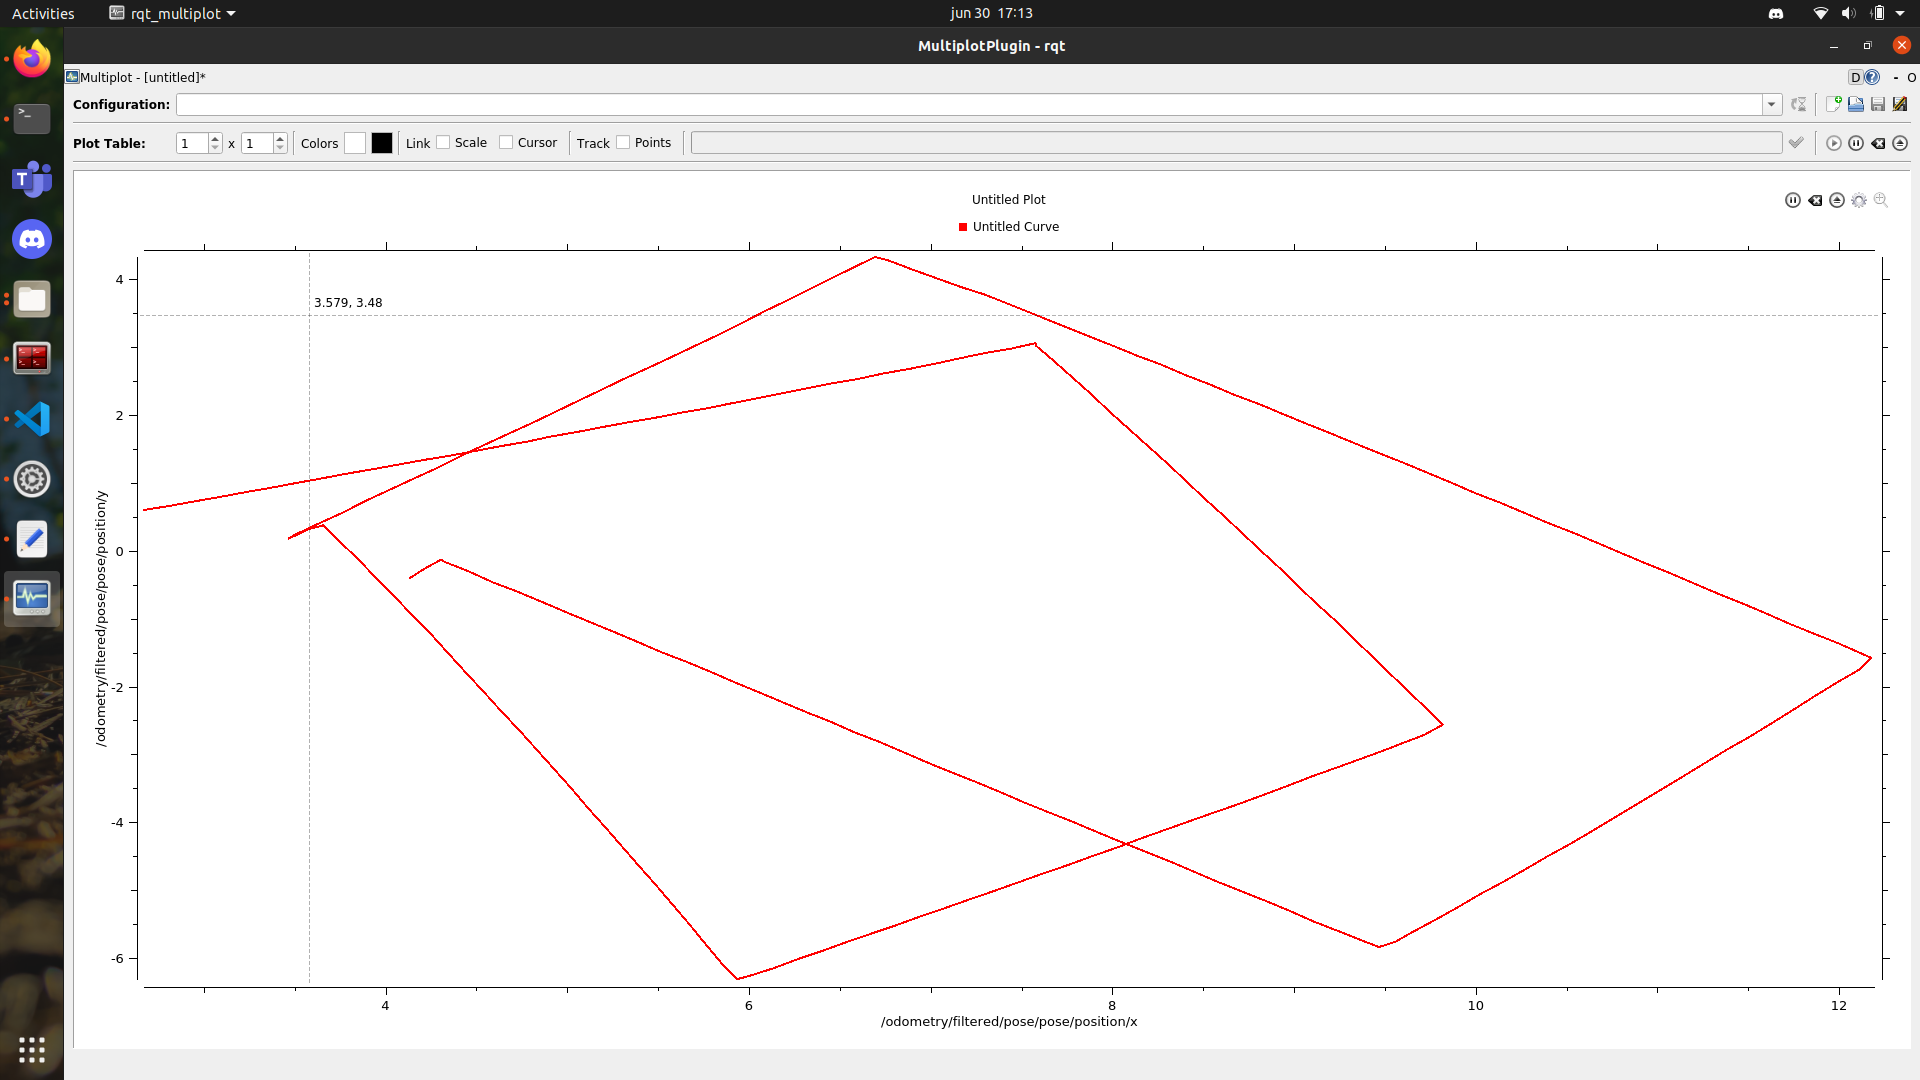 Activities
rqt_multiplot
jun 30 17:13
MultiplotPlugin - rqt
Multiplot - [untitled]*
D
?
- O
Configuration:
Plot Table:
1 x 1
Colors
Link
Scale
Cursor
Track
Points
Untitled Plot
Untitled Curve
3.579, 3.48
4
2
0
-2
-4
-6
/odometry/filtered/pose/pose/position/y
4
6
8
10
12
/odometry/filtered/pose/pose/position/x